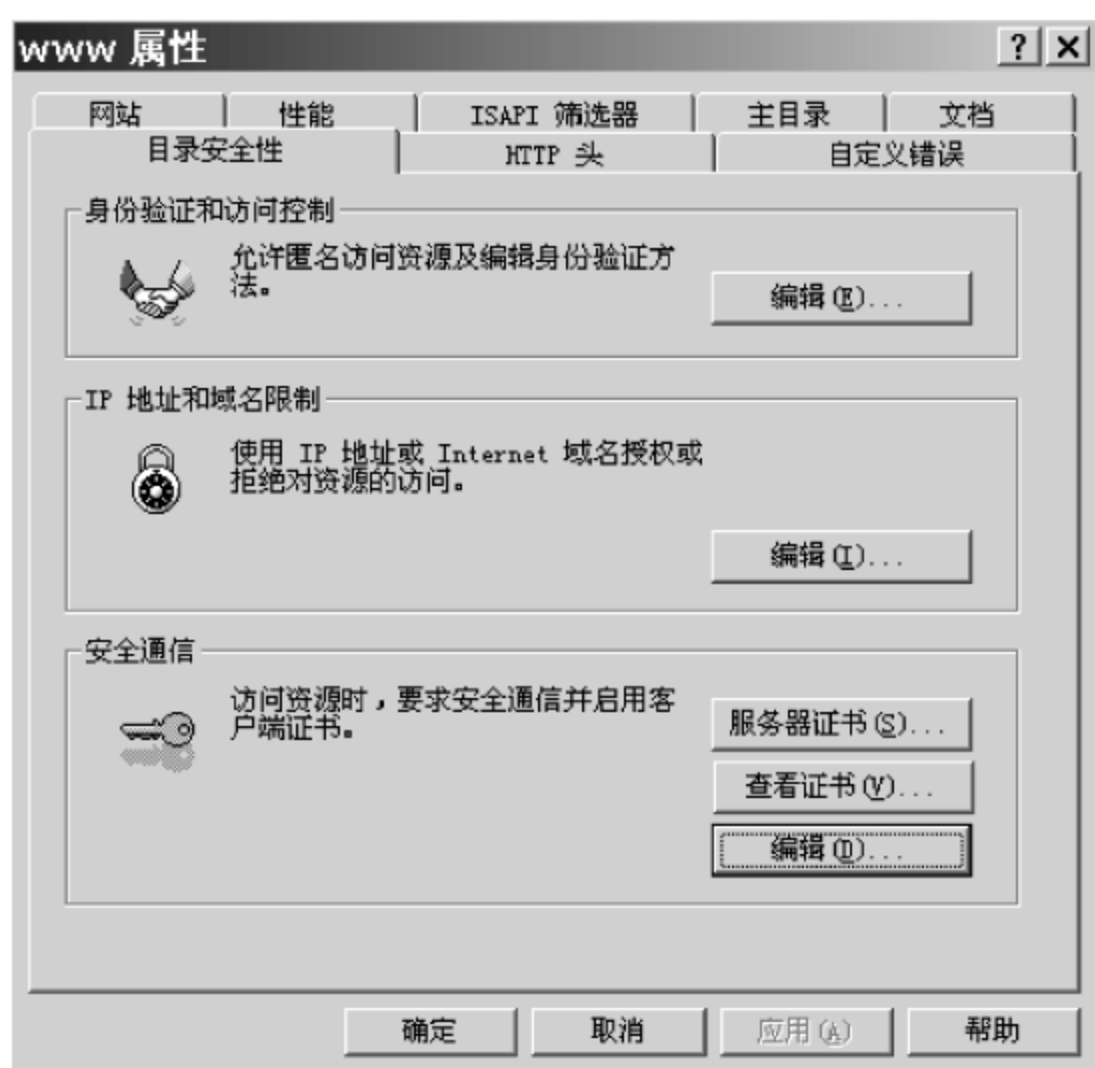 www 属性
网站 性能 ISAPI 筛选器 主目录 文档
目录安全性 HTTP 头 自定义错误
身份验证和访问控制
允许匿名访问资源及编辑身份验证方
法。
编辑(E)...
IP 地址和域名限制
使用 IP 地址或 Internet 域名授权或
拒绝对资源的访问。
编辑(I)...
安全通信
访问资源时，要求安全通信并启用客
户端证书。
服务器证书(S)...
查看证书(V)...
编辑(D)...
确定 取消 应用(A) 帮助